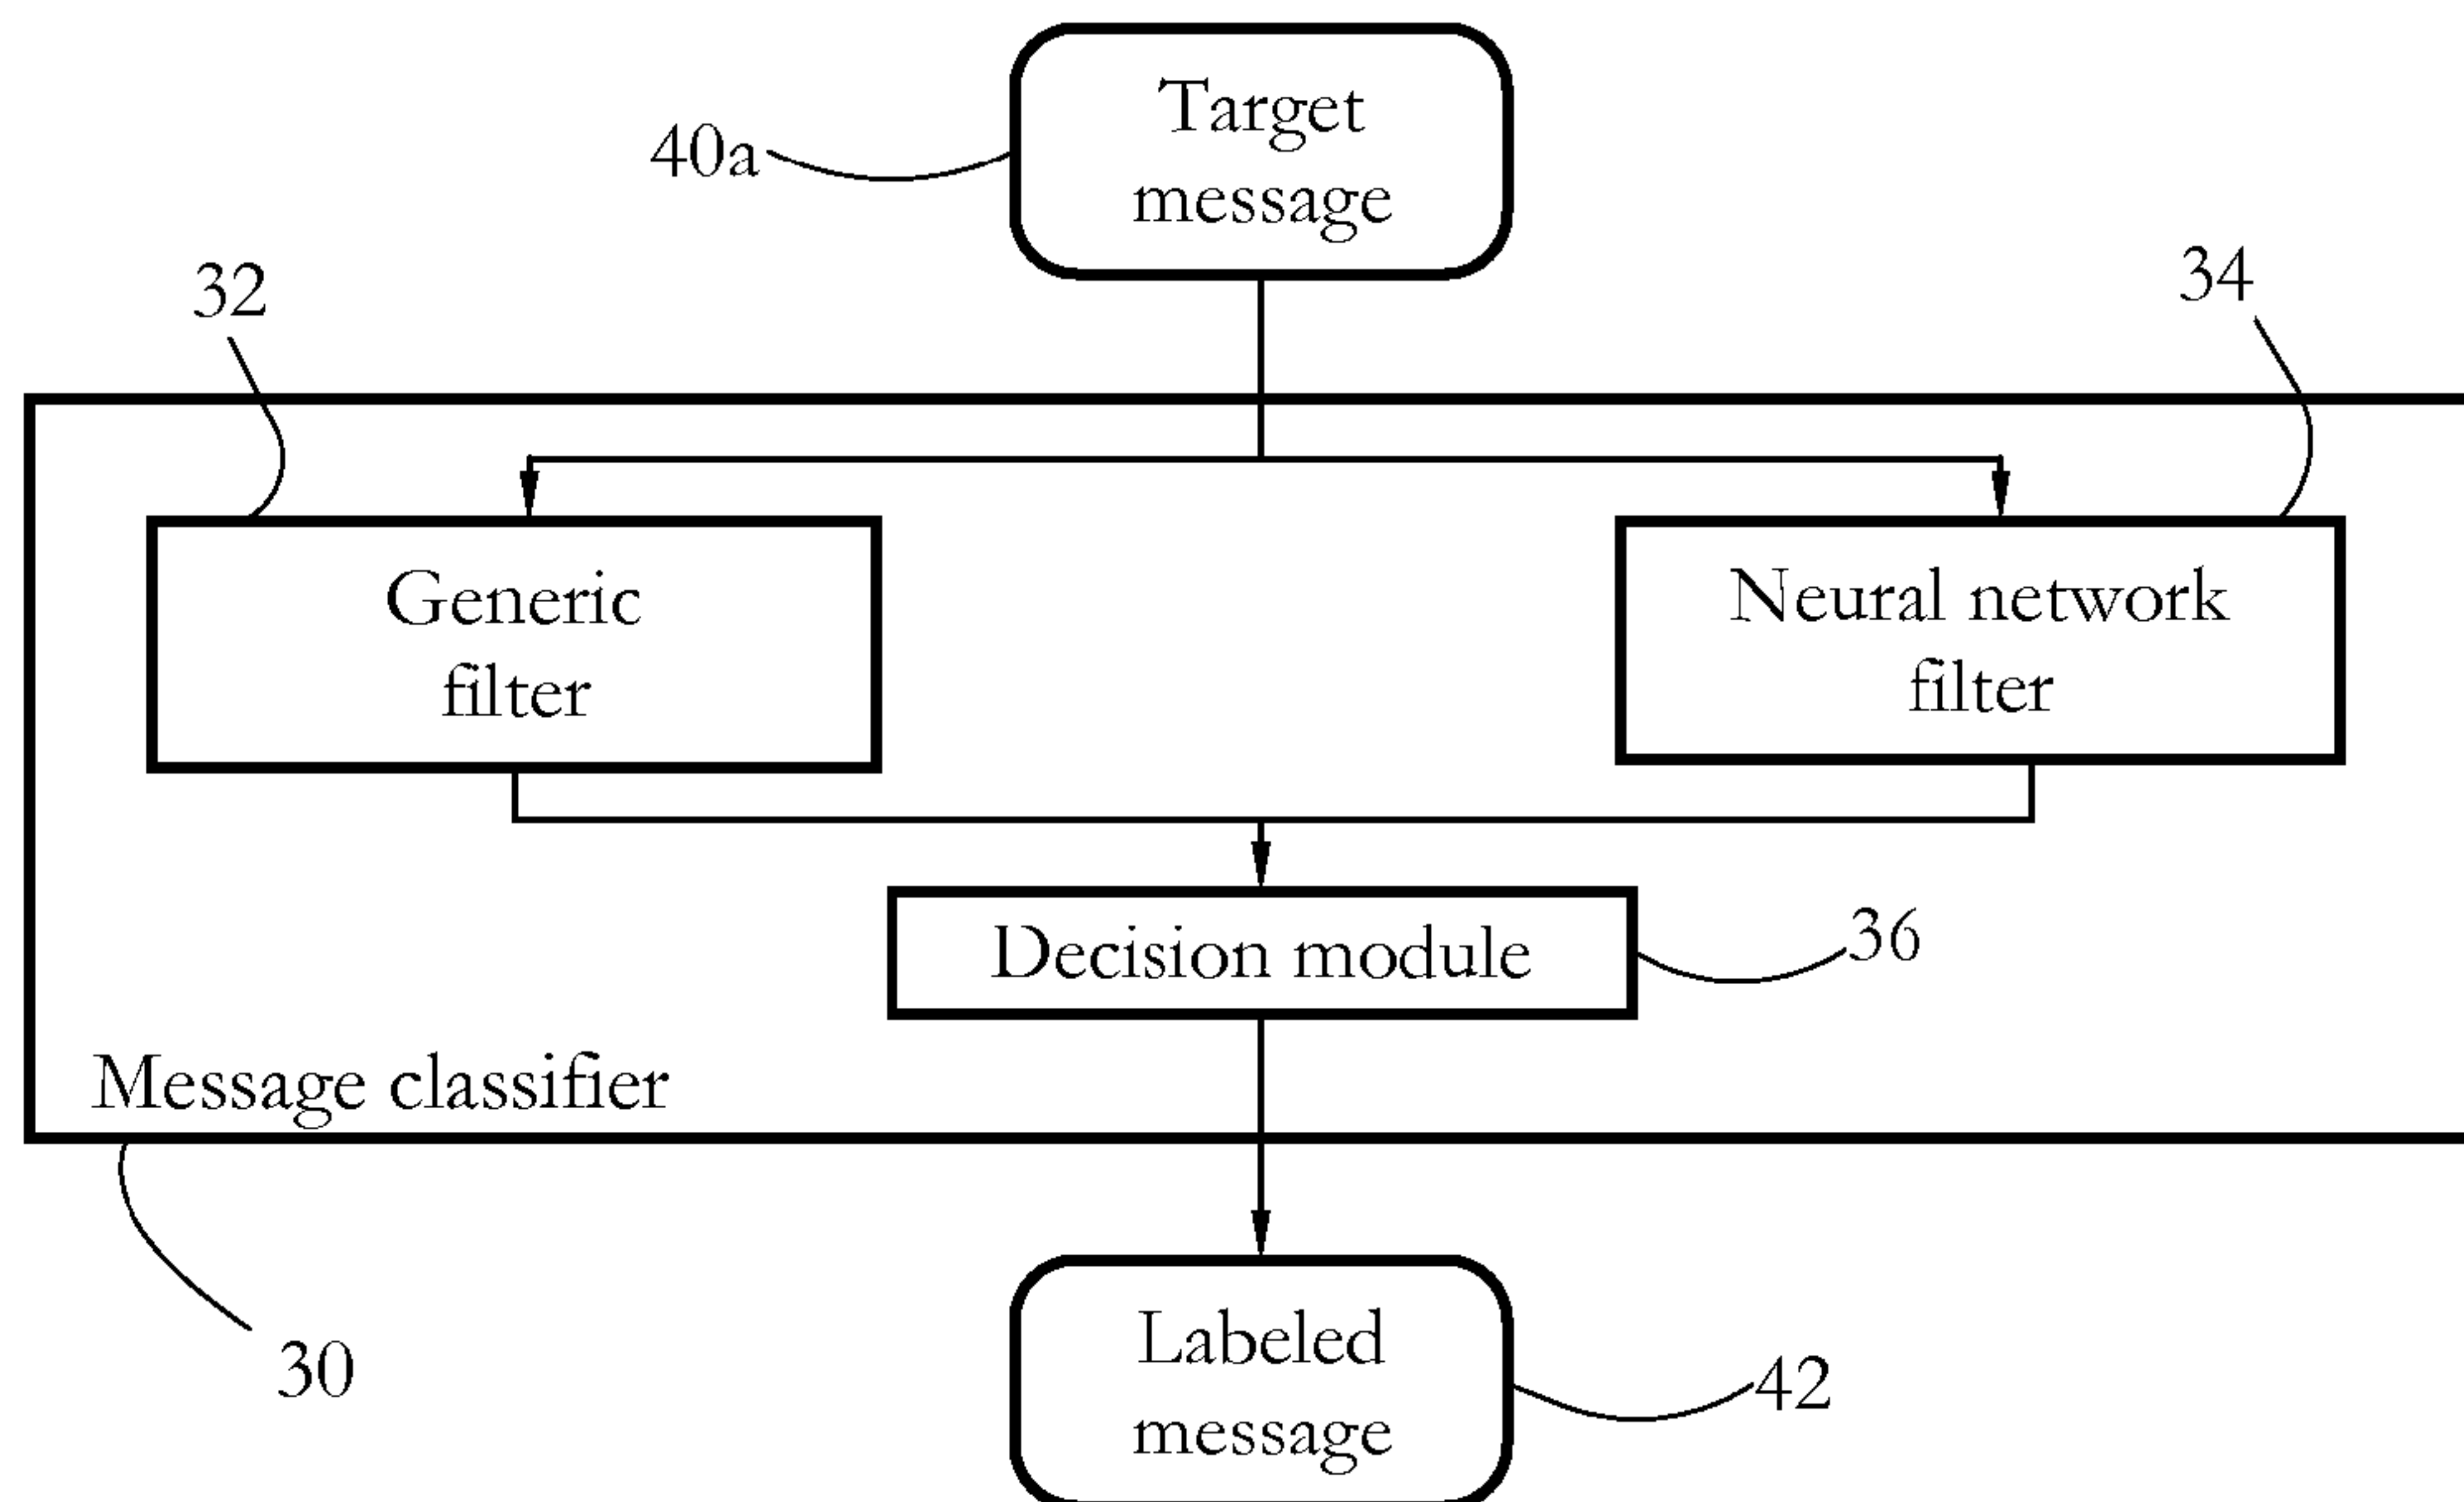 Target
message
40a
32
34
Generic
filter
Neural network
filter
Decision module
36
Message classifier
30
Labeled
message
42